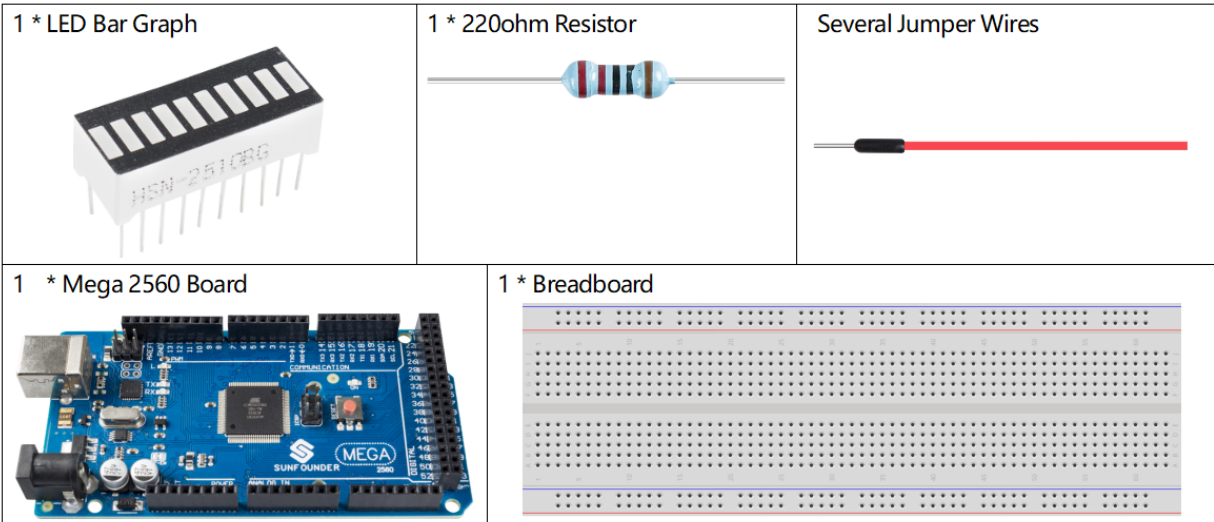 1 * LED Bar Graph
1 * 220ohm Resistor
Several Jumper Wires
HSN-2510BG
1 * Mega 2560 Board
1 * Breadboard
COMMUNICATION
SUNFOUNDER
MEGA
2560
DIGITAL
POWER
ANALOG IN